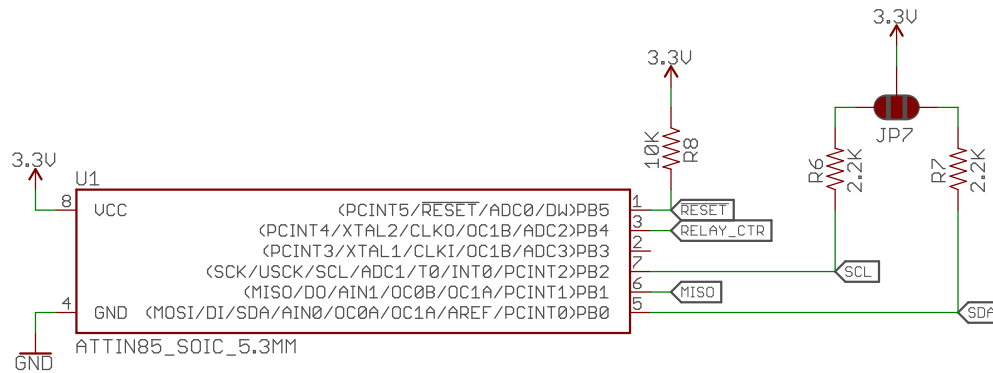 3.3V
3.3V
JP7
10K
R8
R6
2.2K
R7
2.2K
3.3V
U1
8
VCC
(PCINT5/RESET/ADC0/DW)PB5
1
RESET
(PCINT4/XTAL2/CLKO/OC1B/ADC2)PB4
3
RELAY_CTR
(PCINT3/XTAL1/CLKI/OC1B/ADC3)PB3
2
(SCK/USCK/SCL/ADC1/T0/INT0/PCINT2)PB2
7
SCL
(MISO/DO/AIN1/OC0B/OC1A/PCINT1)PB1
6
MISO
4
GND
(MOSI/DI/SDA/AIN0/OC0A/OC1A/AREF/PCINT0)PB0
5
SDA
GND
ATTIN85_SOIC_5.3MM